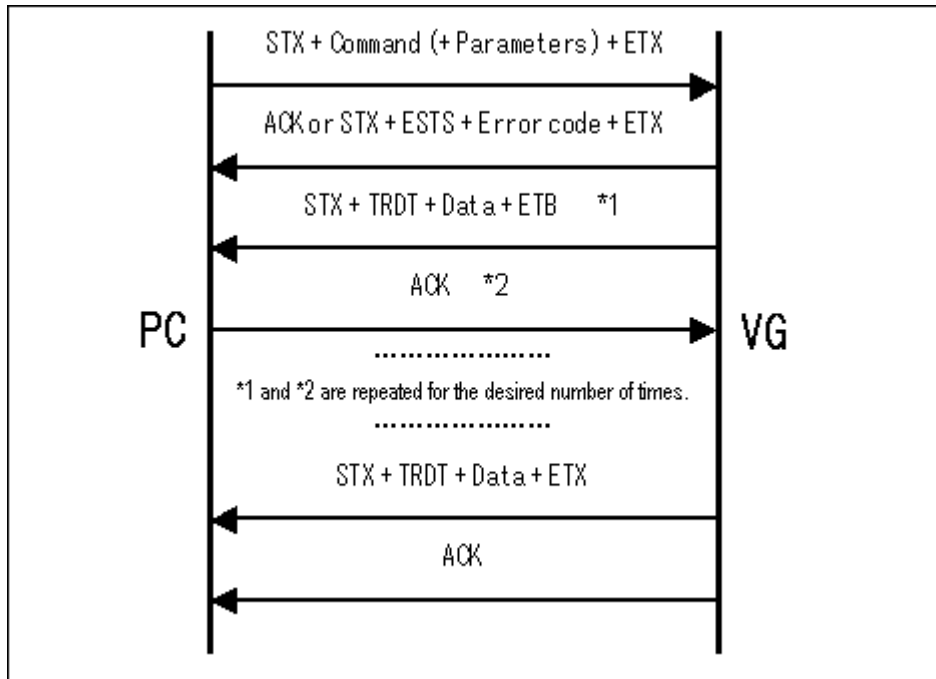 STX + Command (+ Parameters) + ETX
ACK or STX + ESTS + Error code + ETX
STX + TRDT + Data + ETB *1
ACK *2
PC
VG
....................
*1 and *2 are repeated for the desired number of times.
....................
STX + TRDT + Data + ETX
ACK